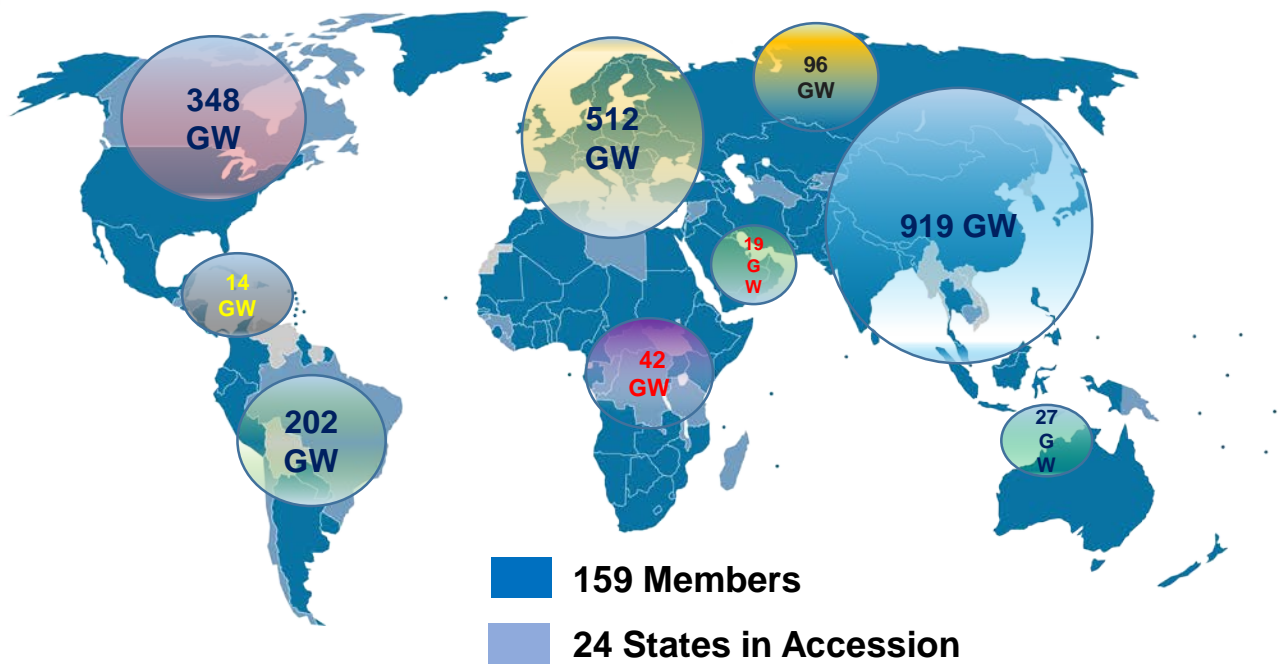 348
GW
512
GW
96
GW
919 GW
19
G
W
14
GW
42
GW
202
GW
27
G
W
159 Members
24 States in Accession